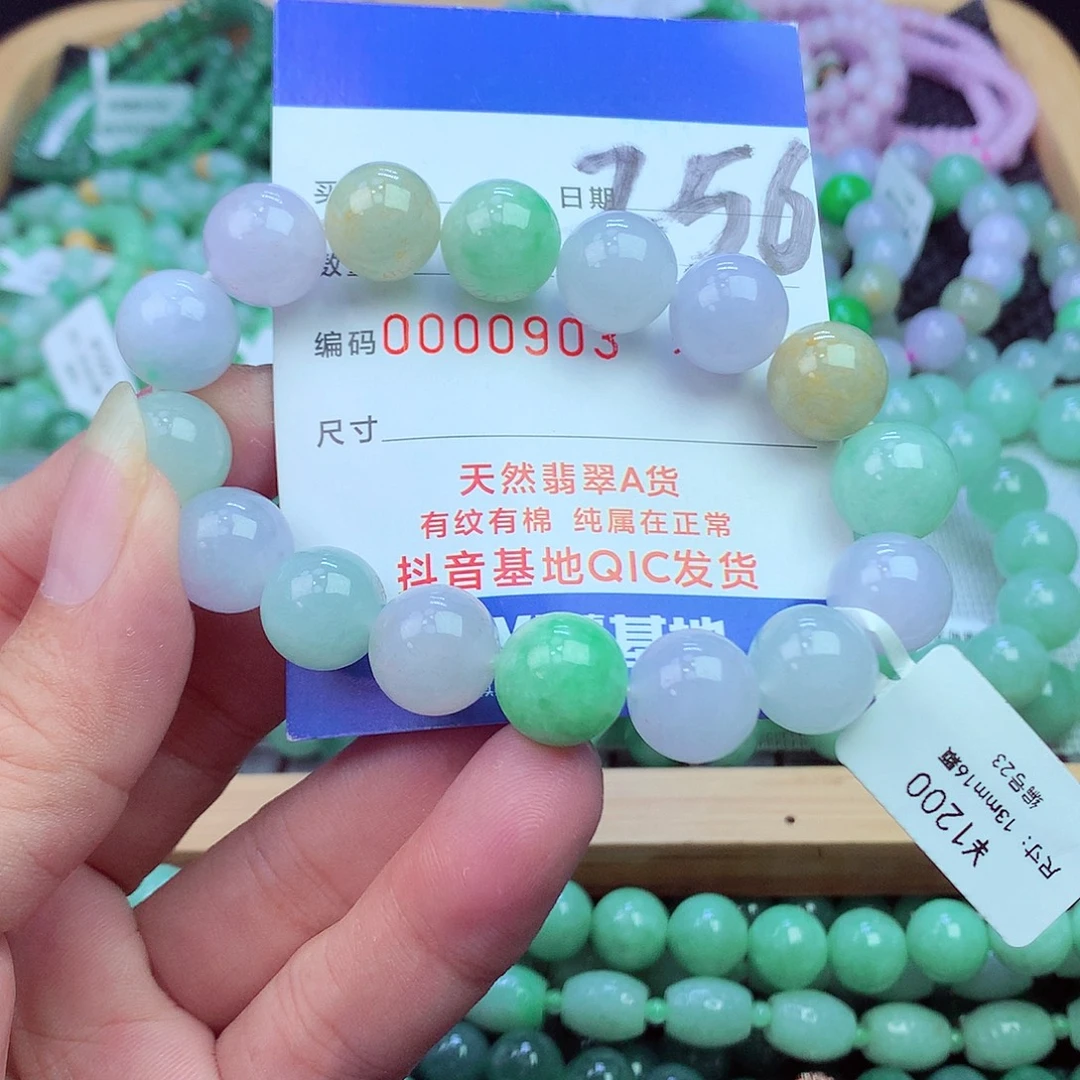 日期 756
编码 0000903
尺寸
天然翡翠A货
有纹有棉 纯属在正常
抖音基地QIC发货
基地
¥1200
尺寸:13mm16颗
编号23